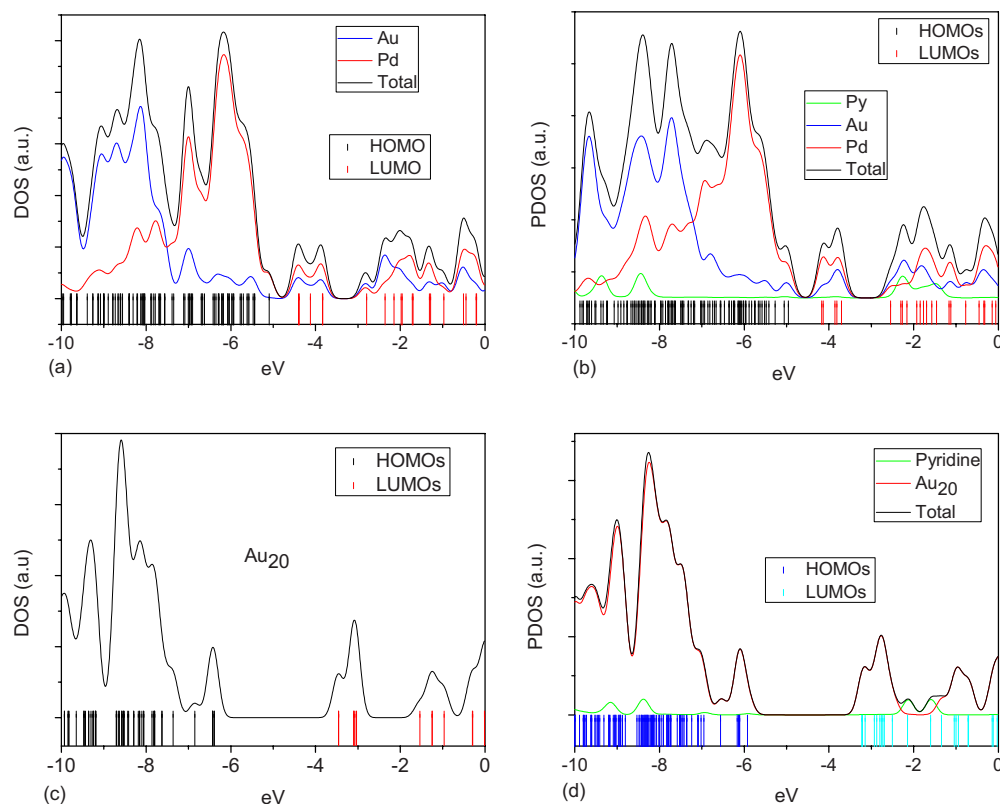 Au
Pd
Total
HOMO
LUMO
DOS (a.u.)
-10 -8 -6 -4 -2 0
(a)
eV
HOMOs
LUMOs
Py
Au
Pd
Total
PDOS (a.u.)
-10 -8 -6 -4 -2 0
(b)
eV
HOMOs
LUMOs
Au20
DOS (a.u)
-10 -8 -6 -4 -2 0
(c)
eV
Pyridine
Au20
Total
HOMOs
LUMOs
PDOS (a.u.)
-10 -8 -6 -4 -2 0
(d)
eV